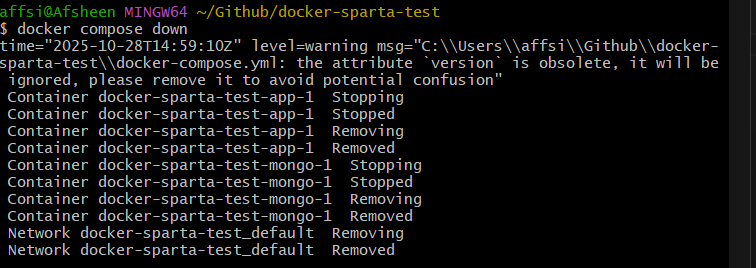 affsi@Afsheen MINGW64 ~/Github/docker-sparta-test
$ docker compose down
time="2025-10-28T14:59:10Z" level=warning msg="C:\\Users\\affsi\\Github\\docker-
sparta-test\\docker-compose.yml: the attribute `version` is obsolete, it will be
 ignored, please remove it to avoid potential confusion"
 Container docker-sparta-test-app-1  Stopping
 Container docker-sparta-test-app-1  Stopped
 Container docker-sparta-test-app-1  Removing
 Container docker-sparta-test-app-1  Removed
 Container docker-sparta-test-mongo-1  Stopping
 Container docker-sparta-test-mongo-1  Stopped
 Container docker-sparta-test-mongo-1  Removing
 Container docker-sparta-test-mongo-1  Removed
 Network docker-sparta-test_default  Removing
 Network docker-sparta-test_default  Removed